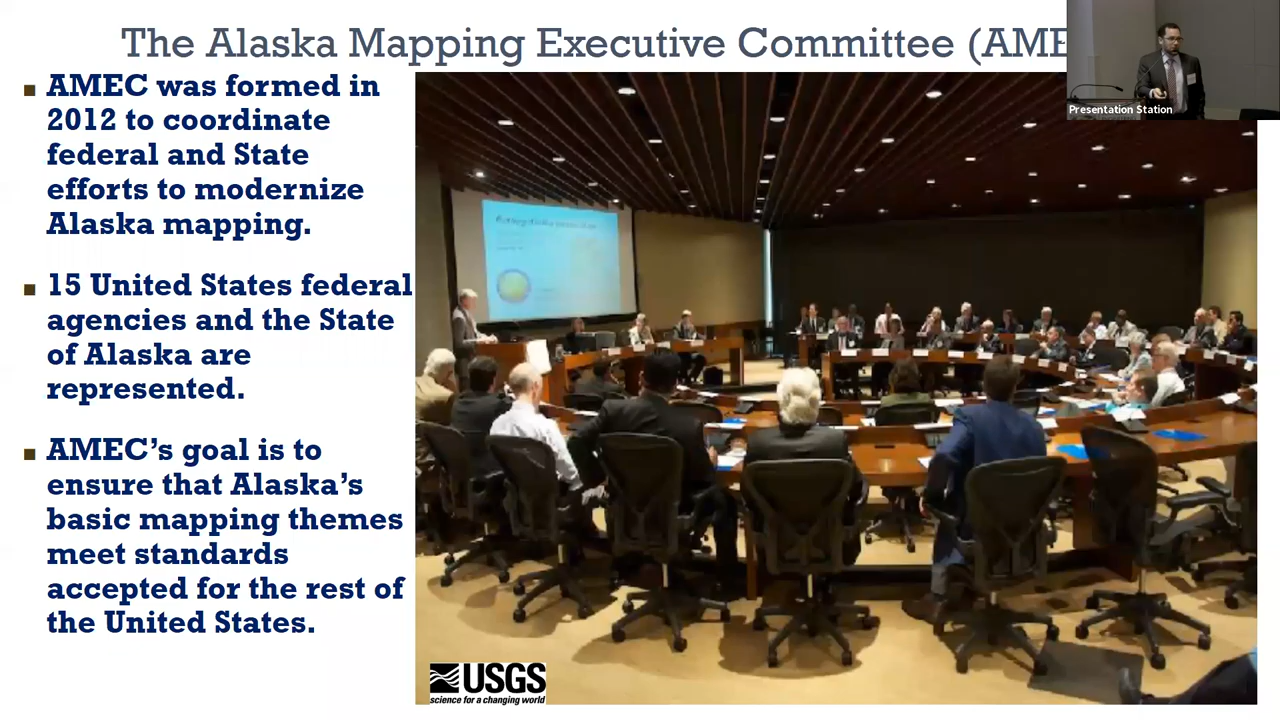 The Alaska Mapping Executive Committee (AME
Presentation Station
AMEC was formed in
2012 to coordinate
federal and State
efforts to modernize
Alaska mapping.
15 United States federal
agencies and the State
of Alaska are
represented.
AMEC’s goal is to
ensure that Alaska’s
basic mapping themes
meet standards
accepted for the rest of
the United States.
USGS
science for a changing world